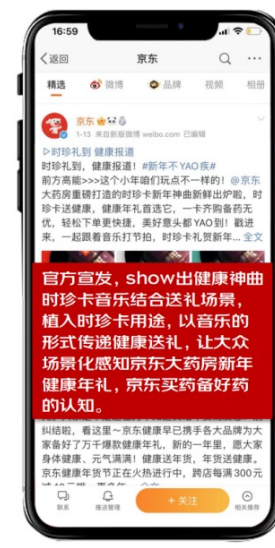 16:59
返回
京东
精选
微博
品牌
视频
相册
京东
1-13 来自新版微博 weibo.com 已编辑
▷时珍礼到 健康报道
时珍礼到,健康报道!#新年不YAO疾#
前方高能>>>这个小年咱们玩点不一样的!@京东
大药房重磅打造的时珍卡新年神曲新鲜出炉啦,时
珍卡送健康,健康年礼首选它,一卡齐购备药无
忧,轻松下单更快捷,美好意头都YAO到!戳进
来,一起跟着音乐打节拍,时珍卡礼贺新年... 全文
官方宣发,show出健康神曲
时珍卡音乐结合送礼场景,
植入时珍卡用途,以音乐的
形式传递健康送礼,让大众
场景化感知京东大药房新年
健康年礼,京东买药备好药
的认知。
纠结啦,看这里~京东健康早已携手各大品牌为大
家备好了万千爆款健康年礼,新的一年里,愿大家
身体健康、元气满满!健康送年货,年货送健康。
京东健康年货节正在火热进行中,跨店每满300元
联系
推送管理
+关注
相关推荐